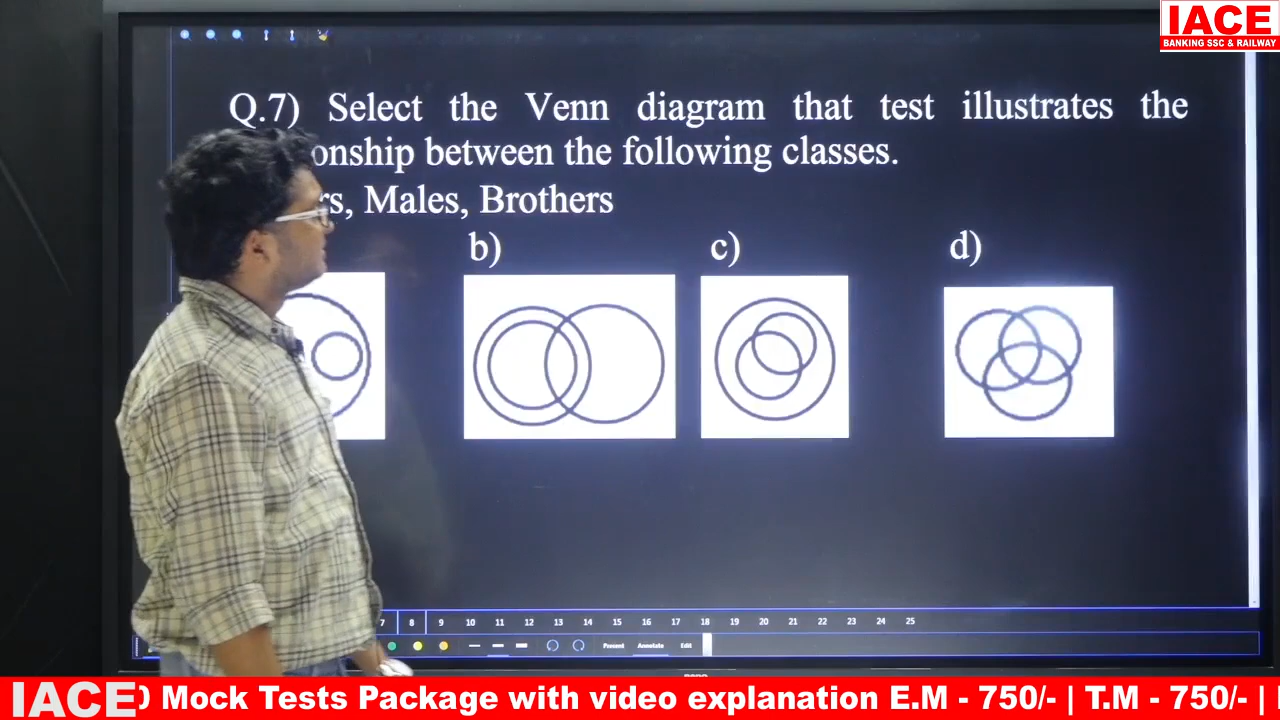 IACE
BANKING SSC & RAILWAY
Q.7) Select the Venn diagram that test illustrates the
onship between the following classes.
rs, Males, Brothers
b) c) d)
7 8 9 10 11 12 13 14 15 16 17 18 19 20 21 22 23 24 25
Present Annotate Edit
IACE
Mock Tests Package with video explanation E.M - 750/- | T.M - 750/- |